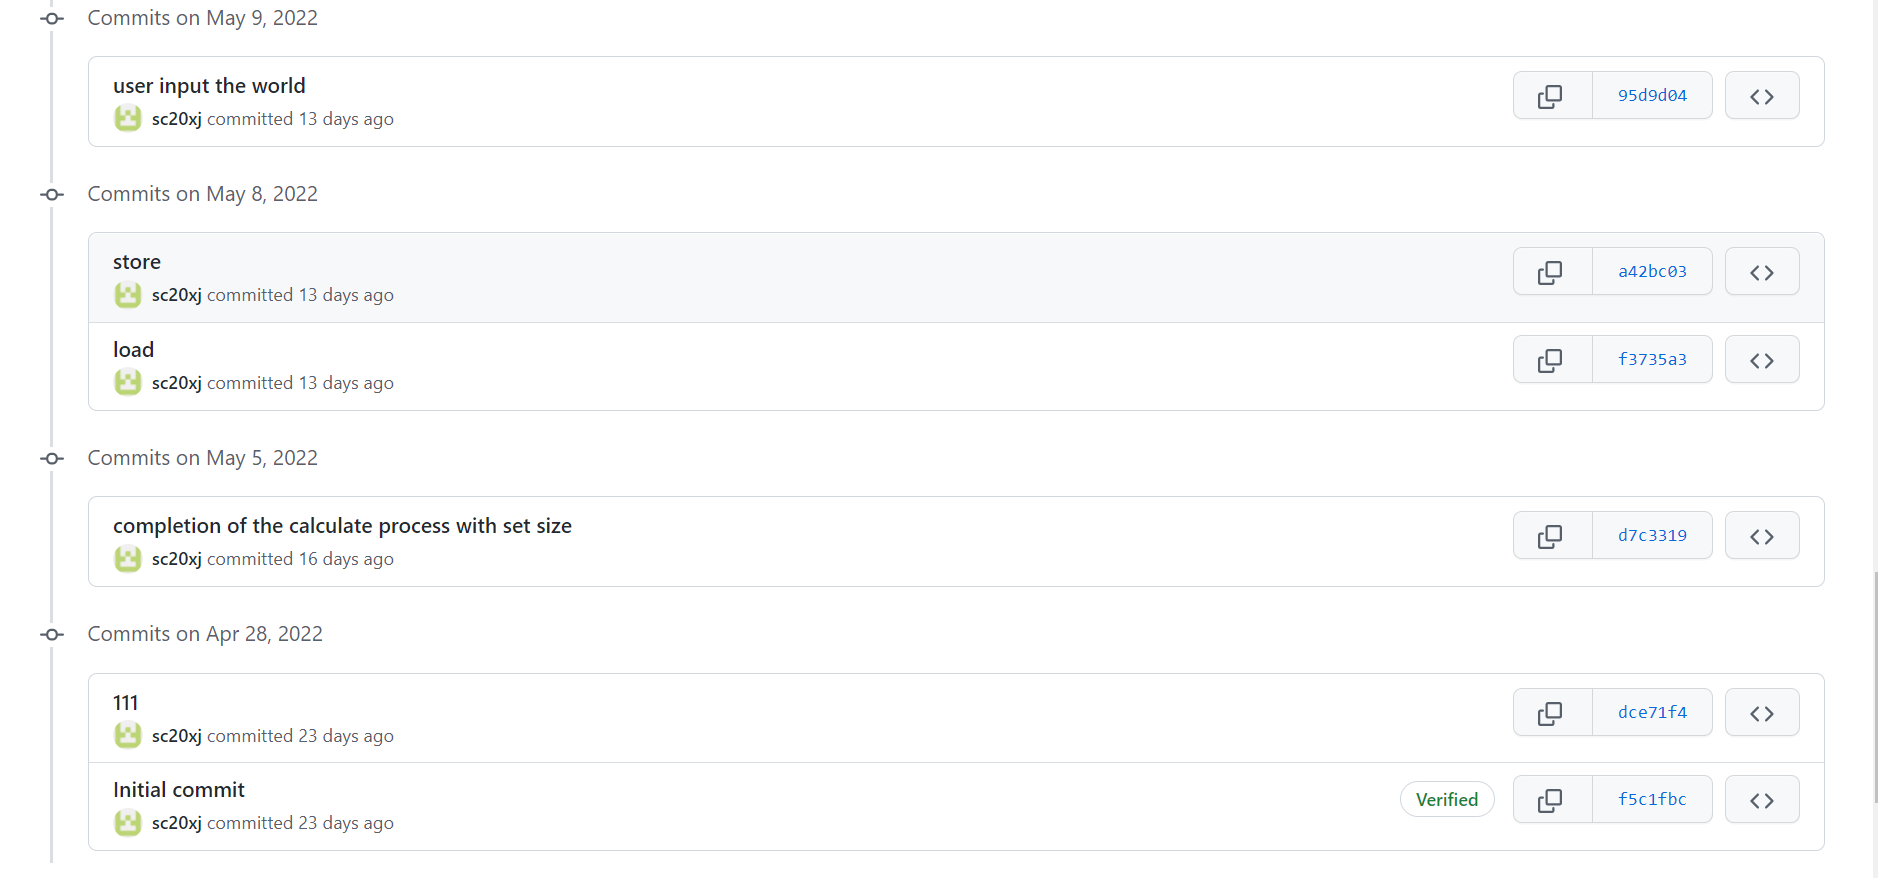 Commits on May 9, 2022
user input the world
95d9d04
sc20xj committed 13 days ago
Commits on May 8, 2022
store
a42bc03
sc20xj committed 13 days ago
load
f3735a3
sc20xj committed 13 days ago
Commits on May 5, 2022
completion of the calculate process with set size
d7c3319
sc20xj committed 16 days ago
Commits on Apr 28, 2022
111
dce71f4
sc20xj committed 23 days ago
Initial commit
Verified f5c1fbc
sc20xj committed 23 days ago